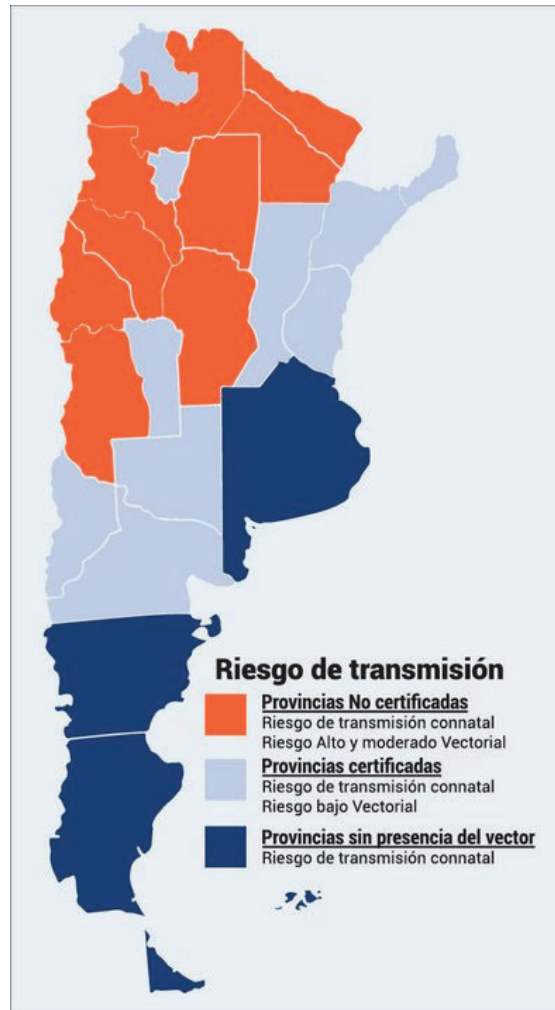 Riesgo de transmisión
Provincias No certificadas
Riesgo de transmisión connatal
Riesgo Alto y moderado Vectorial
Provincias certificadas
Riesgo de transmisión connatal
Riesgo bajo Vectorial
Provincias sin presencia del vector
Riesgo de transmisión connatal